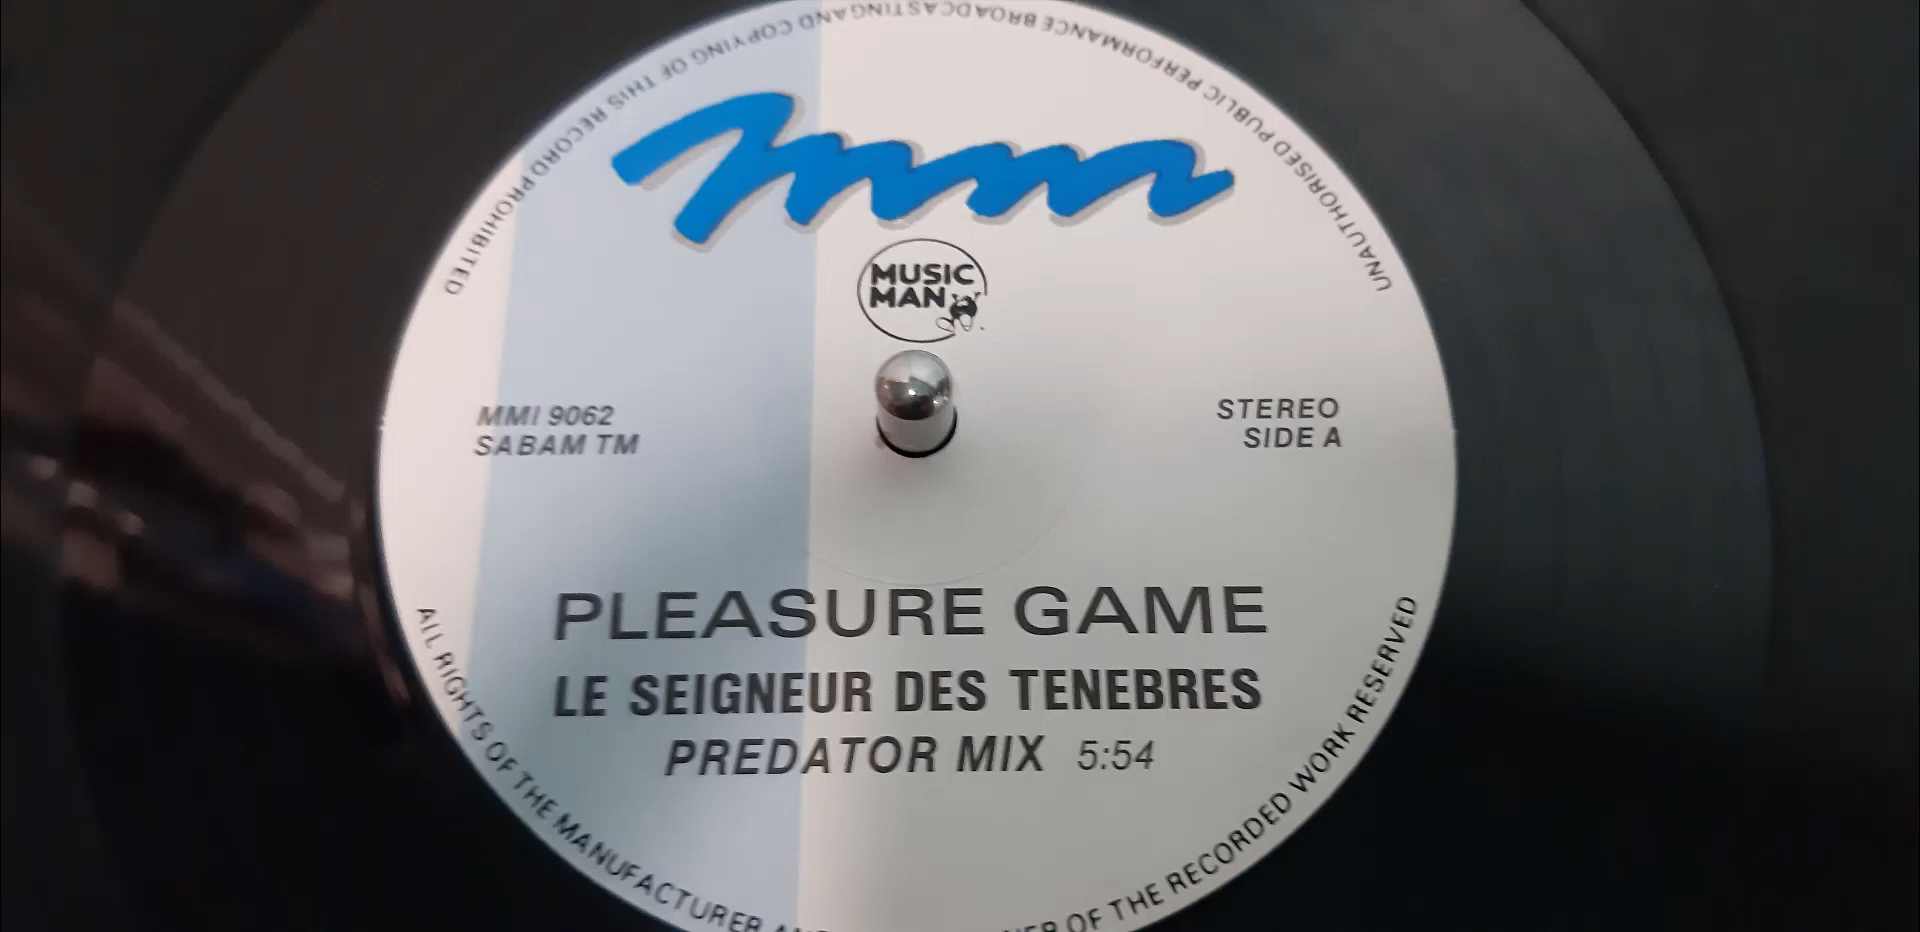 UNAUTHORISED PUBLIC PERFORMANCE BROADCASTING AND COPYING OF THIS RECORD PROHIBITED
MUSIC
MAN
MMI 9062
SABAM TM
STEREO
SIDE A
PLEASURE GAME
LE SEIGNEUR DES TENEBRES
PREDATOR MIX 5:54
ALL RIGHTS OF THE MANUFACTURER
OF THE RECORDED WORK RESERVED